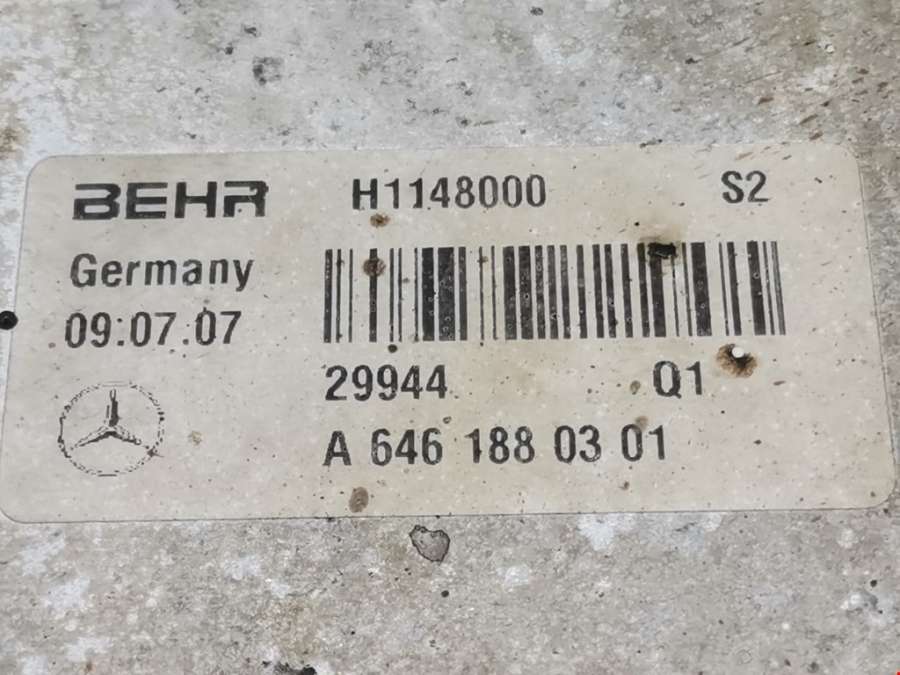 BEHR H1148000 S2
Germany
09.07.07
29944 Q1
A 646 188 03 01